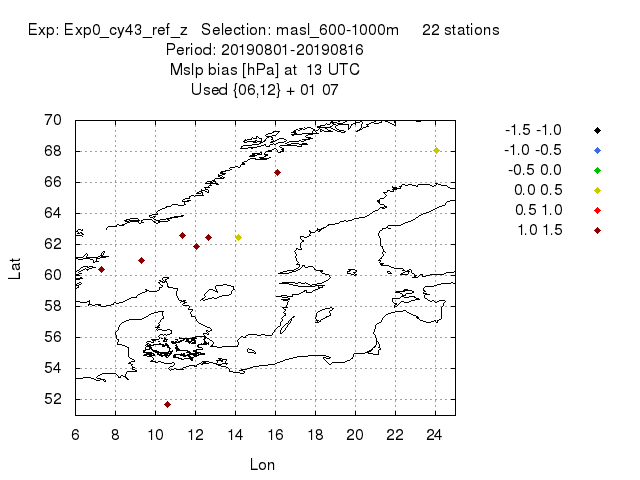 Exp: Exp0_cy43_ref_z   Selection: masl_600-1000m     22 stations
Period: 20190801-20190816
Mslp bias [hPa] at  13 UTC
Used {06,12} + 01 07
70
68
66
64
62
60
58
56
54
52
Lat
6 8 10 12 14 16 18 20 22 24
Lon
-1.5 -1.0
-1.0 -0.5
-0.5 0.0
0.0 0.5
0.5 1.0
1.0 1.5